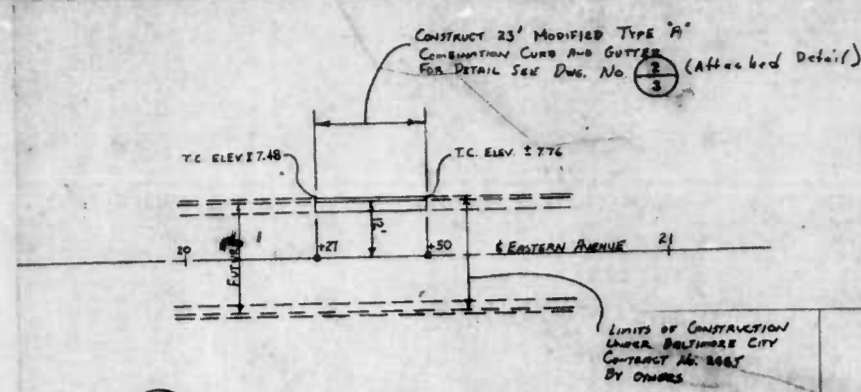 CONSTRUCT 23' MODIFIED TYPE "A"
COMBINATION CURB AND GUTTER
FOR DETAIL SEE DWG. No. 2/3 (Attached Detail)
T.C. ELEV ± 7.48
T.C. ELEV. ± 7.76
FUTURE
12'
20
+27
+50
℄ EASTERN AVENUE
21
LIMITS OF CONSTRUCTION
UNDER BALTIMORE CITY
CONTRACT No.
BY OTHERS